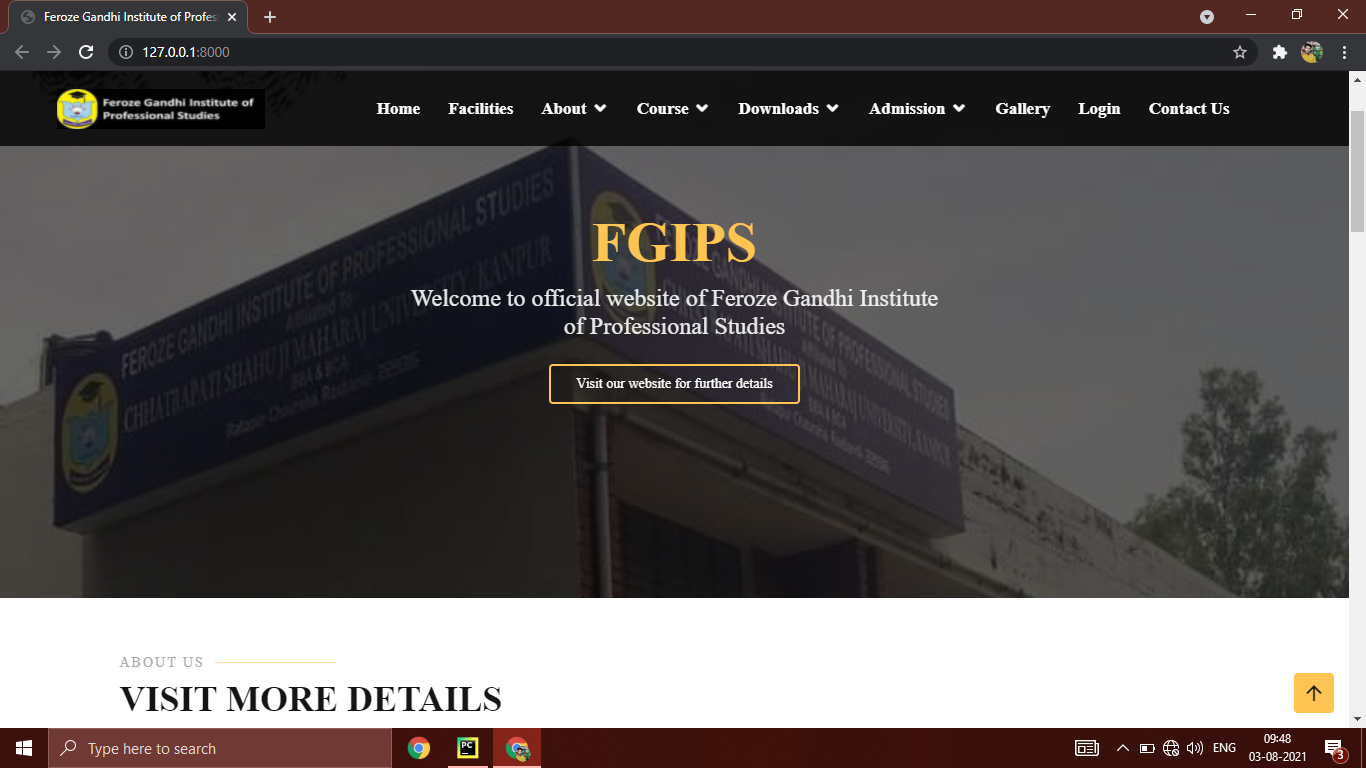 Feroze Gandhi Institute of Profes
127.0.0.1:8000
Feroze Gandhi Institute of
Professional Studies
Home Facilities About Course Downloads Admission Gallery Login Contact Us
FEROZE GANDHI INSTITUTE OF PROFESSIONAL STUDIES
Affiliated To
CHHATRAPATI SHAHU JI MAHARAJ UNIVERSITY, KANPUR
BBA & BCA
FGIPS
Welcome to official website of Feroze Gandhi Institute
of Professional Studies
Visit our website for further details
BBA & BCA
ABOUT US
VISIT MORE DETAILS
PC
Type here to search
ENG
09:48
03-08-2021
3